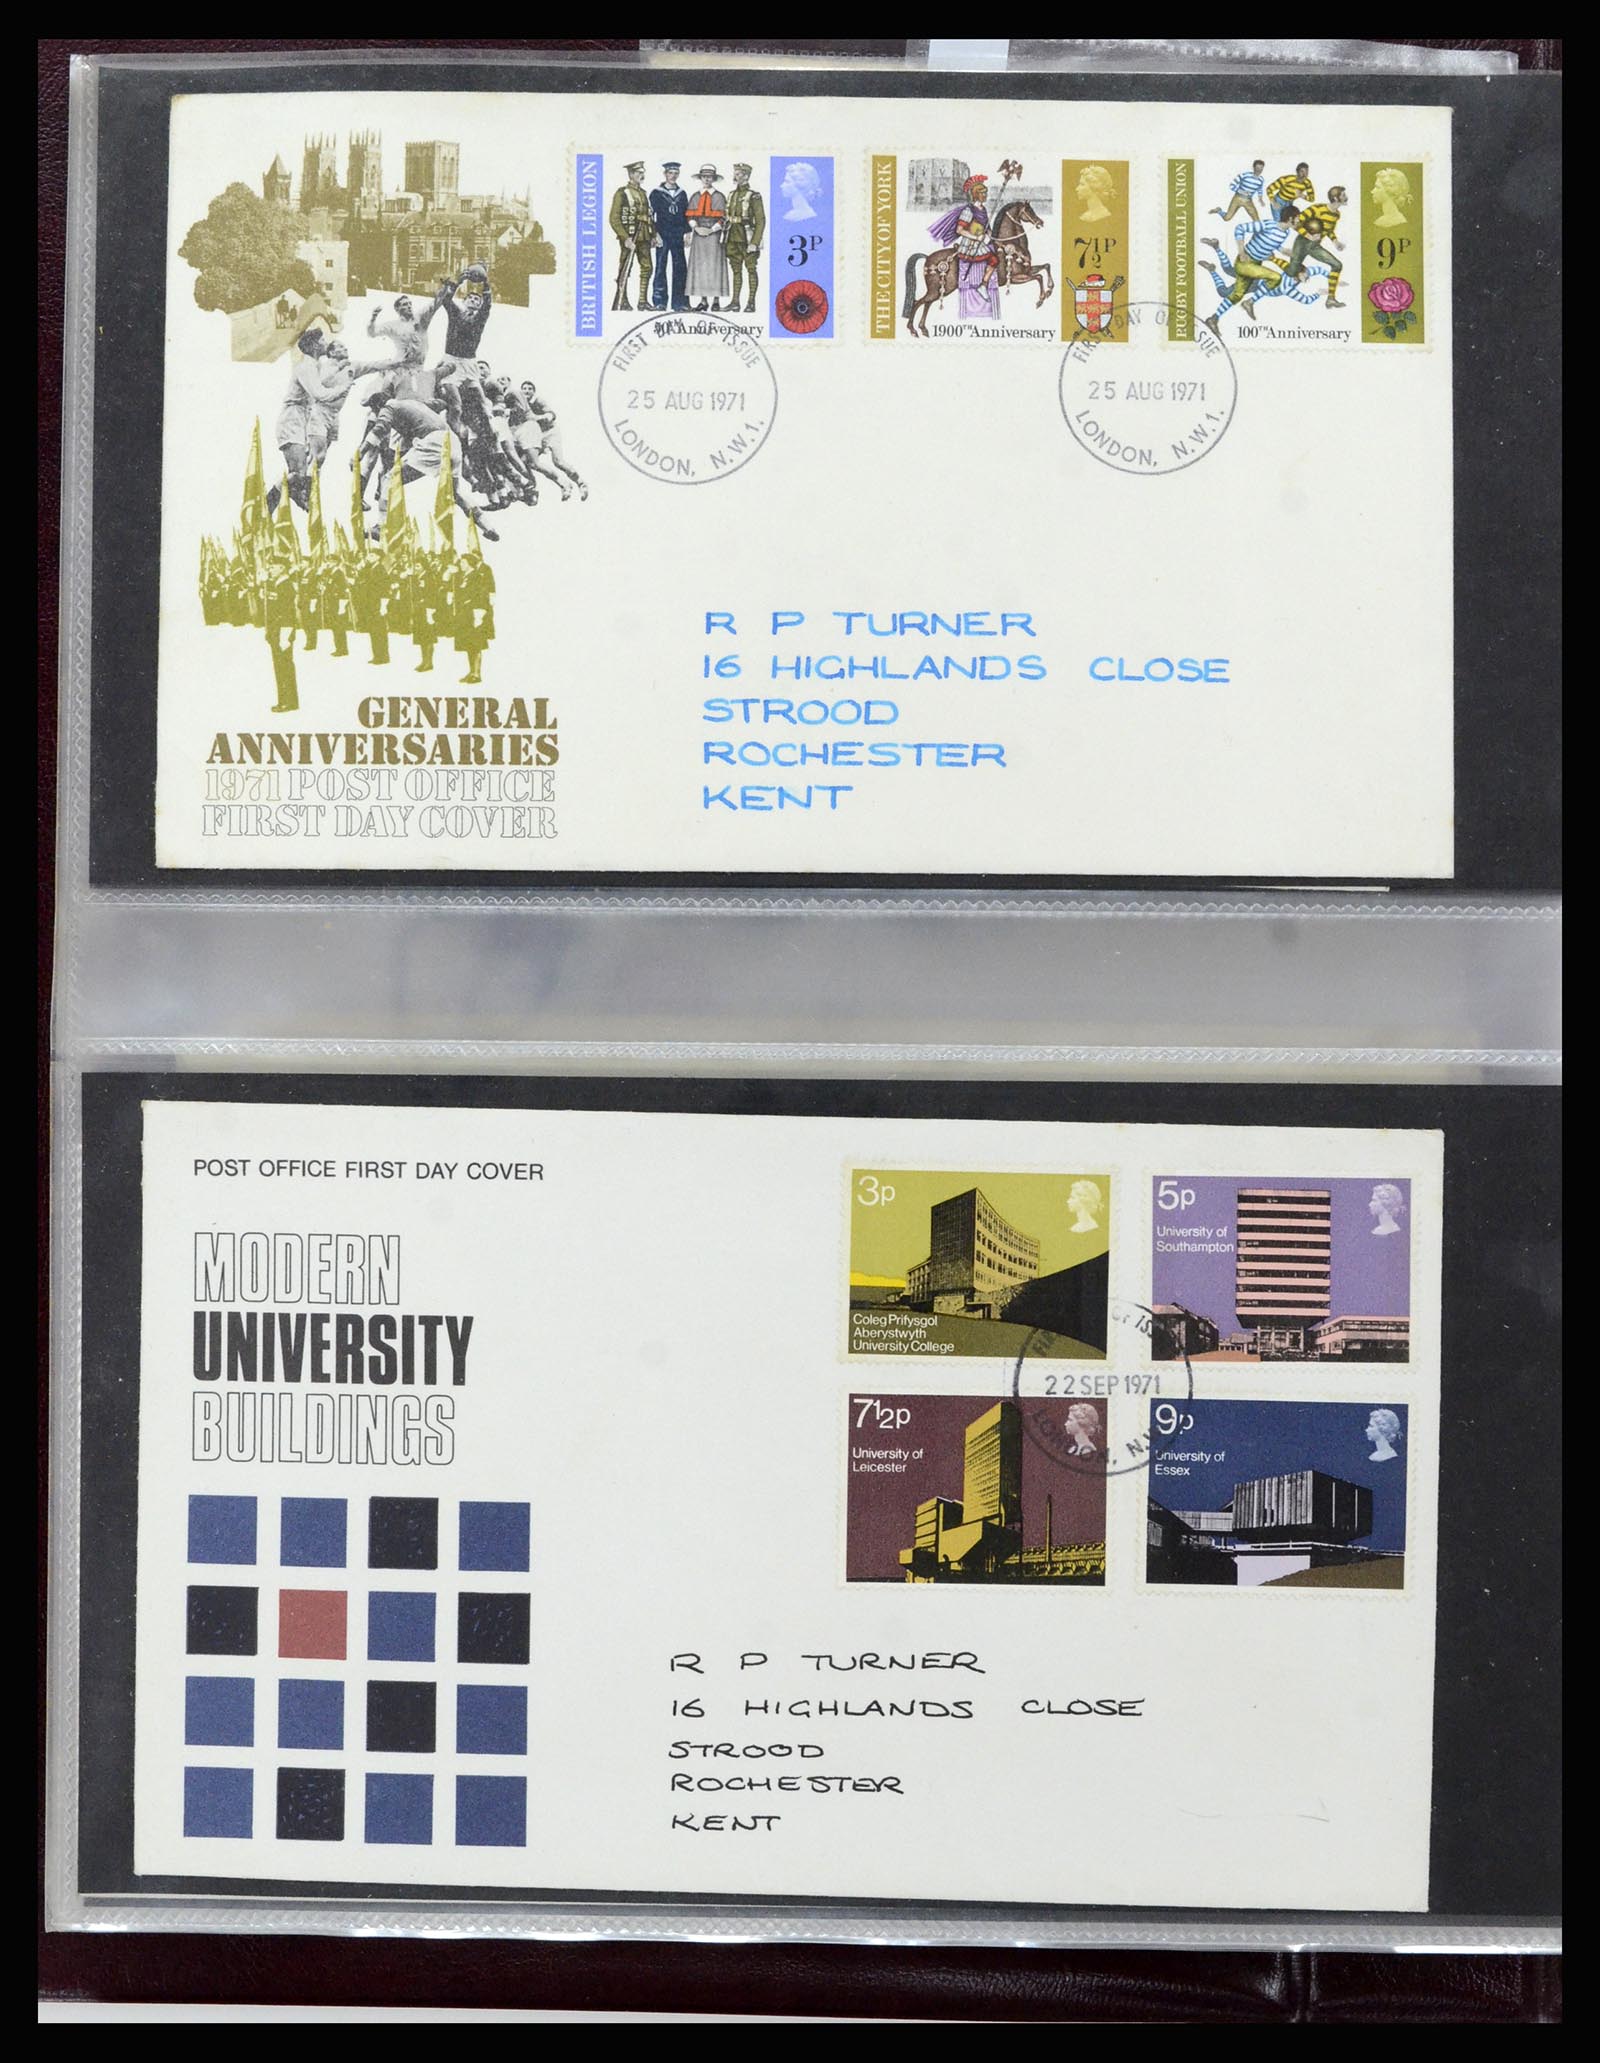 BRITISH LEGION
3P
50TH Anniversary
THE CITY OF YORK
7½P
1900TH Anniversary
RUGBY FOOTBALL UNION
9P
100TH Anniversary
FIRST DAY OF ISSUE
25 AUG 1971
LONDON, N.W.1.
FIRST DAY OF ISSUE
25 AUG 1971
LONDON, N.W.1.
R P TURNER
16 HIGHLANDS CLOSE
STROOD
ROCHESTER
KENT
GENERAL
ANNIVERSARIES
1971 POST OFFICE
FIRST DAY COVER
POST OFFICE FIRST DAY COVER
MODERN
UNIVERSITY
BUILDINGS
3p
Coleg Prifysgol
Aberystwyth
University College
5p
University of
Southampton
7½p
University of
Leicester
9p
University of
Essex
22 SEP 1971
LONDON, N.W.
R P TURNER
16 HIGHLANDS CLOSE
STROOD
ROCHESTER
KENT